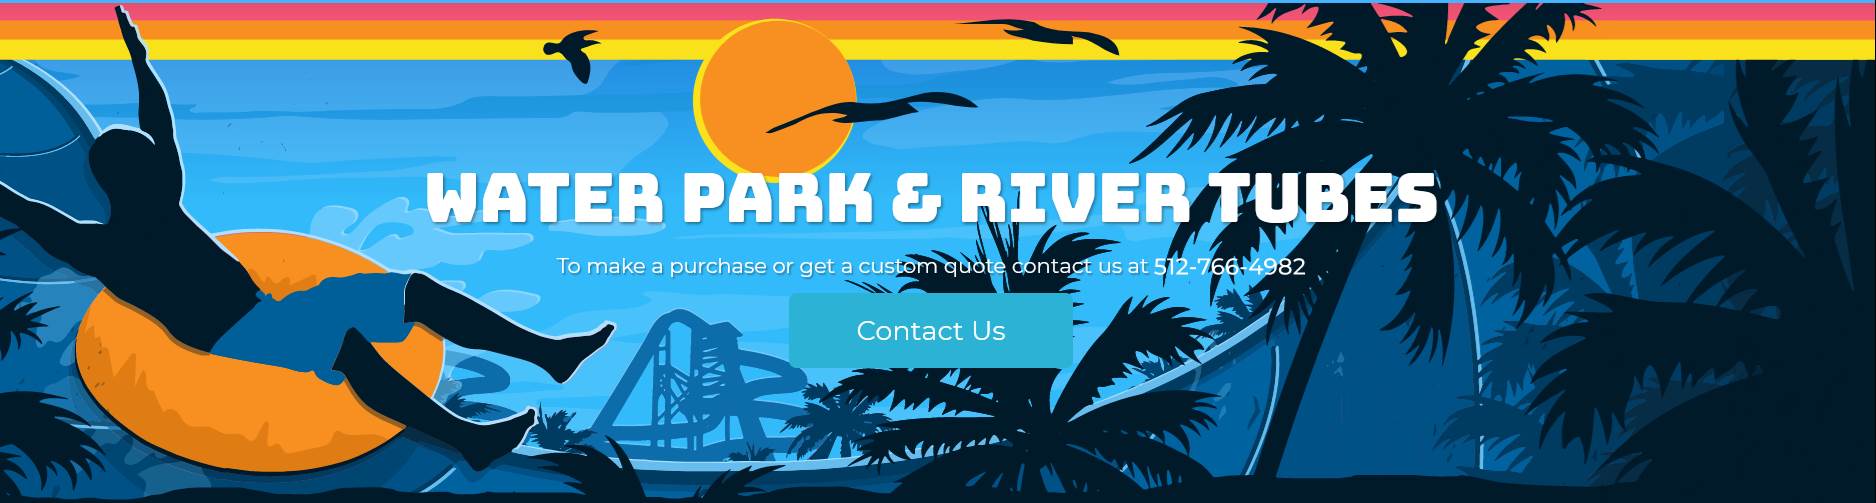 WATER PARK & RIVER TUBES
To make a purchase or get a custom quote contact us at 512-766-4982
Contact Us